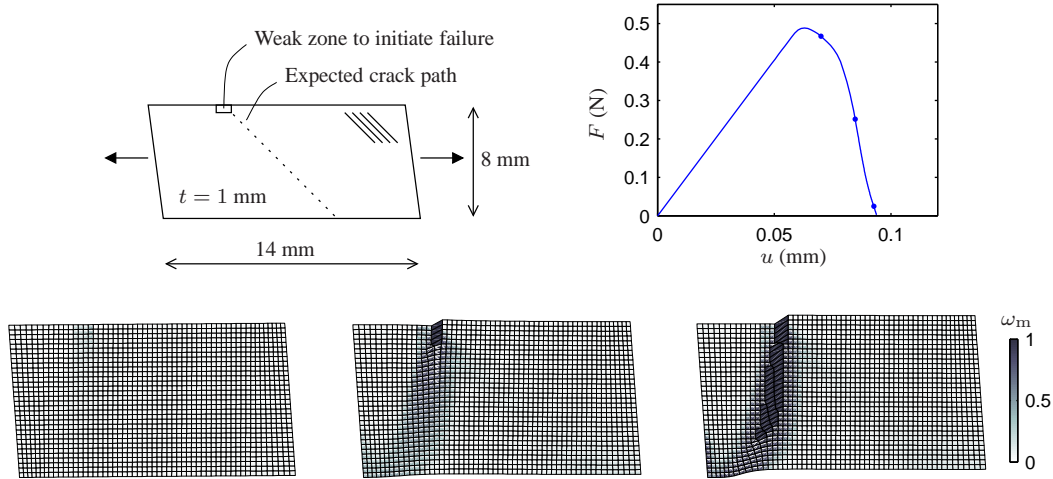 Weak zone to initiate failure
Expected crack path
8 mm
t = 1 mm
14 mm
0.5
0.4
0.3
0.2
0.1
0
F (N)
0
0.05
0.1
u (mm)
ωm
1
0.5
0